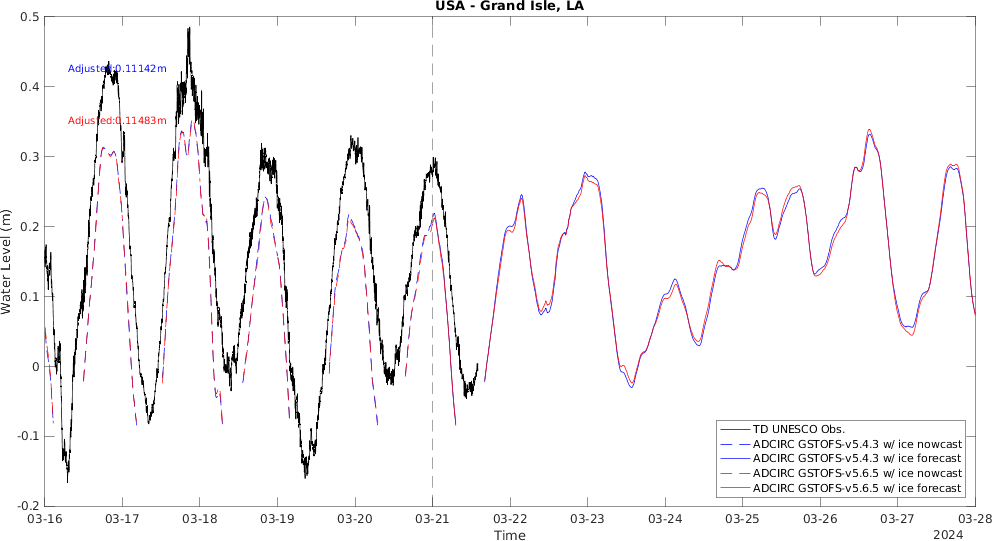 USA - Grand Isle, LA
0.5
0.4
0.3
0.2
0.1
0
-0.1
-0.2
Water Level (m)
Adjusted:0.11142m
Adjusted:0.11483m
TD UNESCO Obs.
ADCIRC GSTOFS-v5.4.3 w/ ice nowcast
ADCIRC GSTOFS-v5.4.3 w/ ice forecast
ADCIRC GSTOFS-v5.6.5 w/ ice nowcast
ADCIRC GSTOFS-v5.6.5 w/ ice forecast
03-16 03-17 03-18 03-19 03-20 03-21 03-22 03-23 03-24 03-25 03-26 03-27 03-28
Time
2024